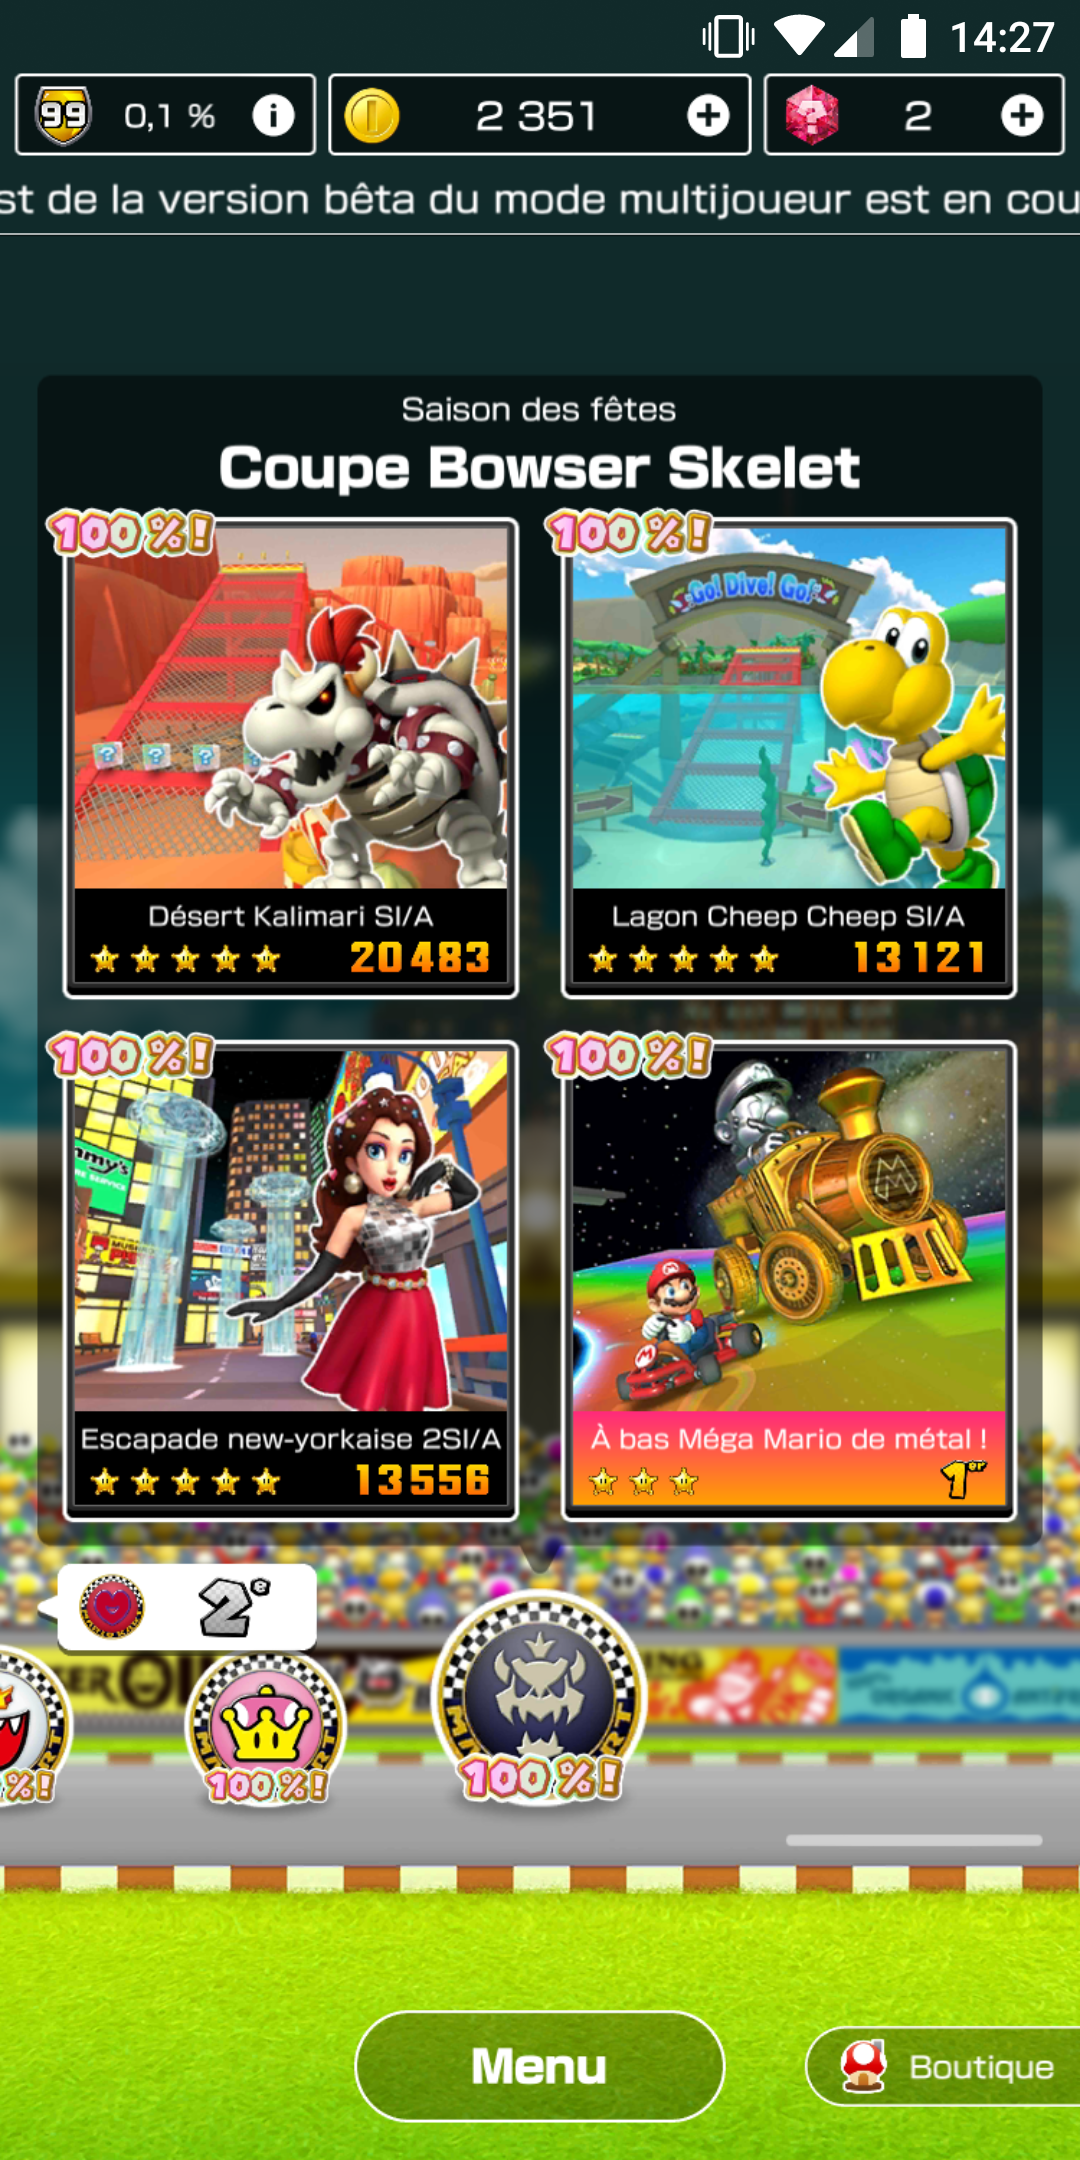 14:27
99 0,1 % i 2 351 + ? 2 +
st de la version bêta du mode multijoueur est en cou
Saison des fêtes
Coupe Bowser Skelet
100%! 100%!
Go! Dive! Go!
Désert Kalimari SI/A
20 483
Lagon Cheep Cheep SI/A
13 121
100%! 100%!
Escapade new-yorkaise 2SI/A
13 556
À bas Méga Mario de métal !
1er
2e
%! 100%! 100%!
Menu
Boutique